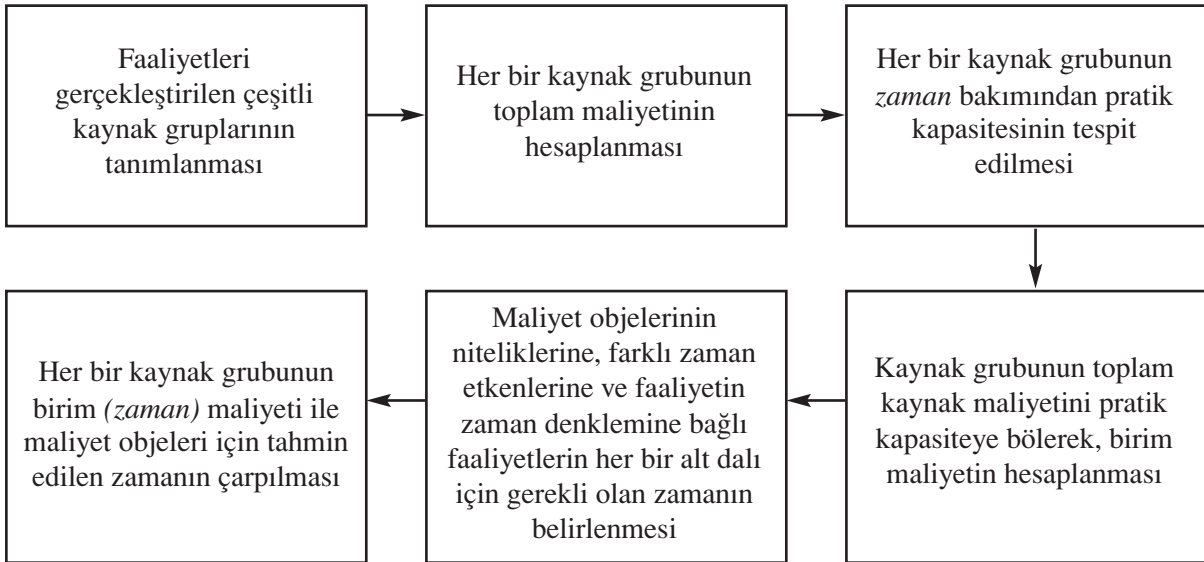 Faaliyetleri
gerçekleştirilen çeşitli
kaynak gruplarının
tanımlanması
Her bir kaynak grubunun
toplam maliyetinin
hesaplanması
Her bir kaynak grubunun
zaman bakımından pratik
kapasitesinin tespit
edilmesi
Kaynak grubunun toplam
kaynak maliyetini pratik
kapasiteye bölerek, birim
maliyetin hesaplanması
Maliyet objelerinin
niteliklerine, farklı zaman
etkenlerine ve faaliyetin
zaman denklemine bağlı
faaliyetlerin her bir alt dalı
için gerekli olan zamanın
belirlenmesi
Her bir kaynak grubunun
birim (zaman) maliyeti ile
maliyet objeleri için tahmin
edilen zamanın çarpılması